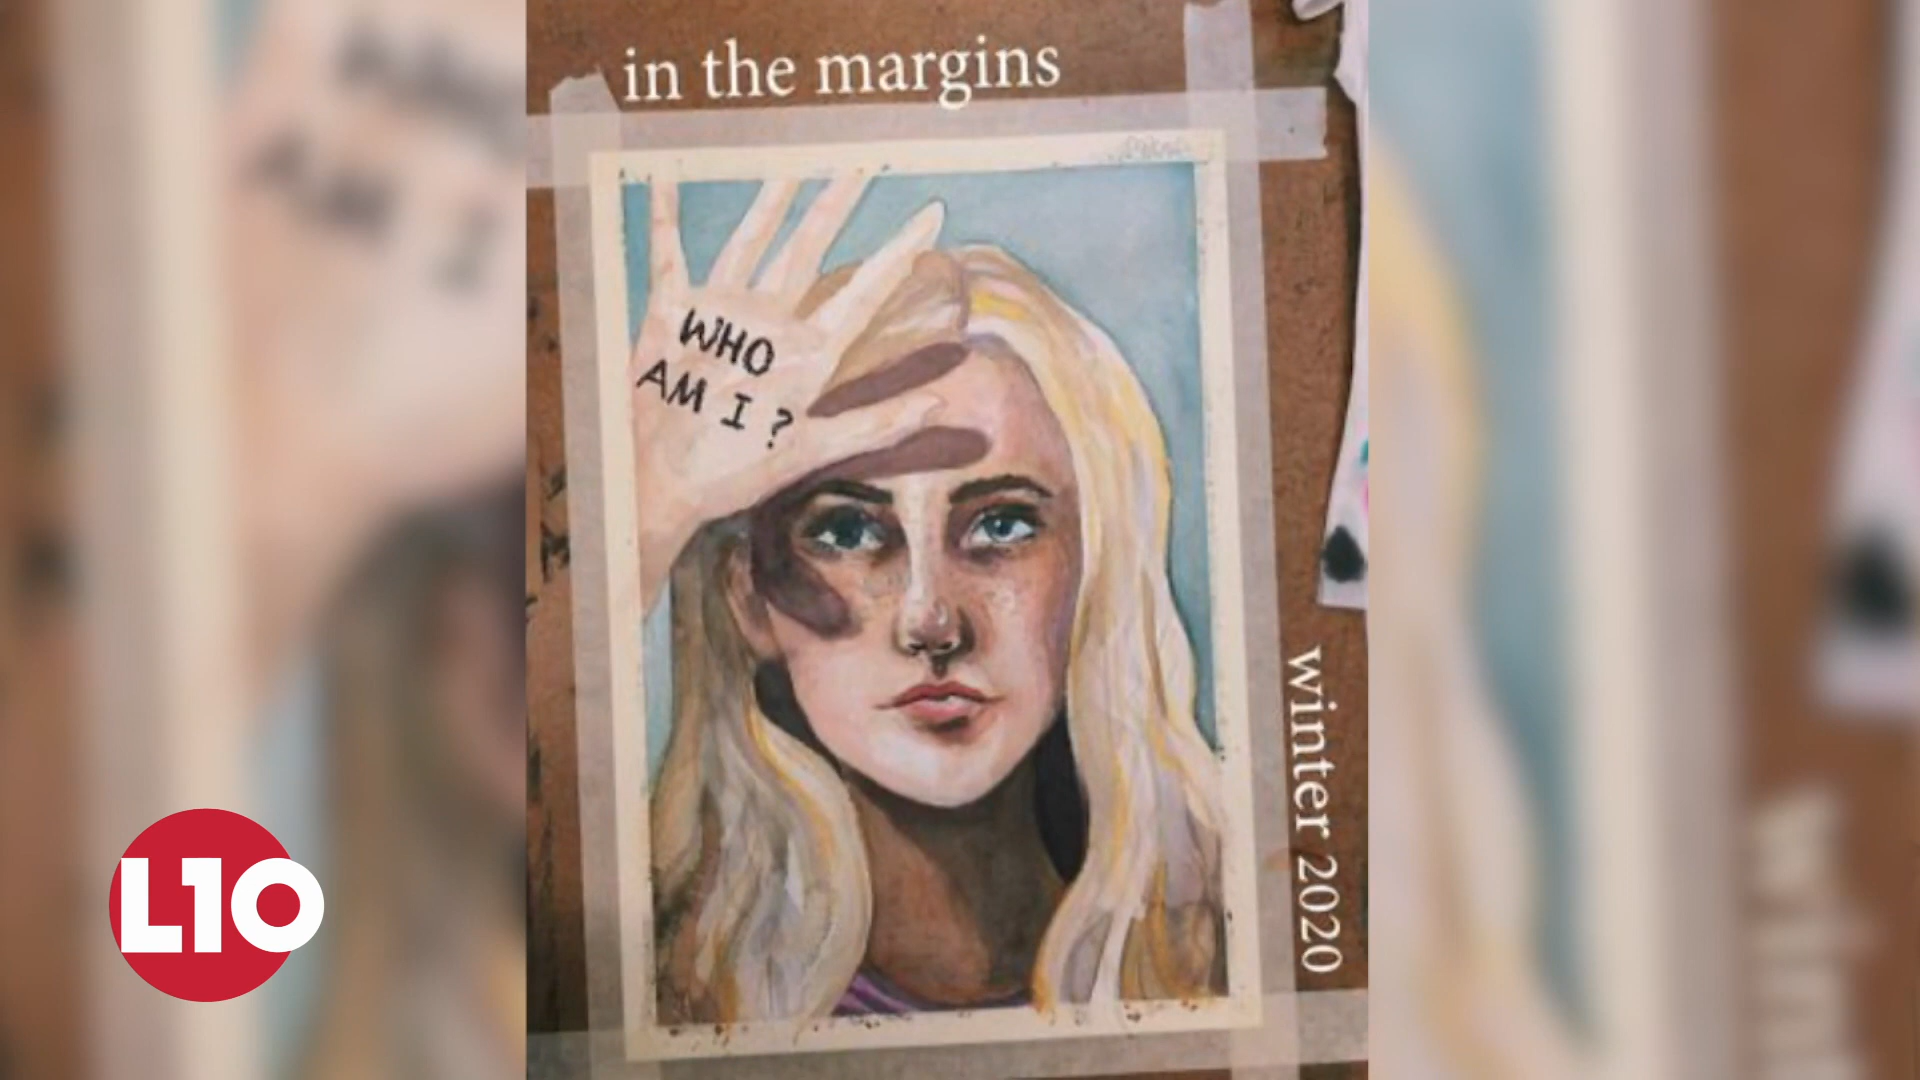 in the margins
WHO
AM I ?
winter 2020
L10